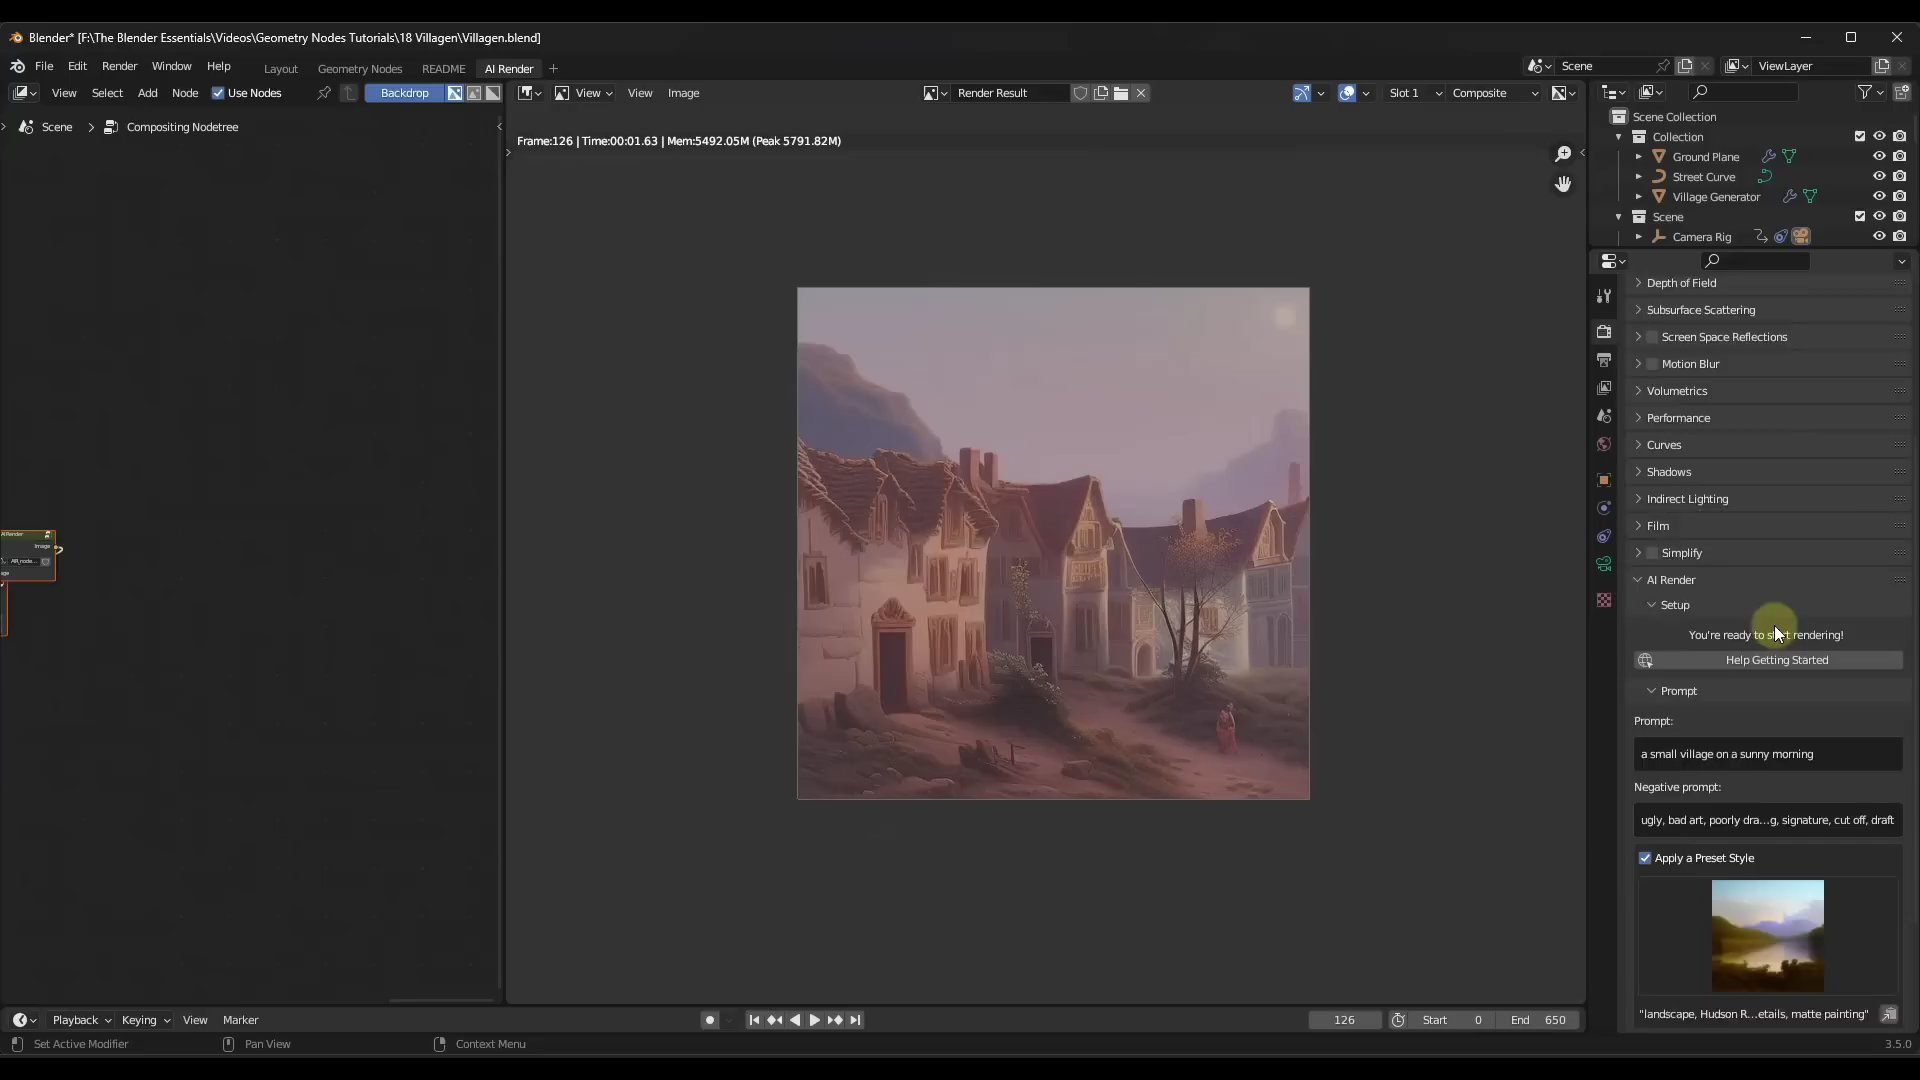 Blender* [F:\The Blender Essentials\Videos\Geometry Nodes Tutorials\18 Villagen\Villagen.blend]
File Edit Render Window Help Layout Geometry Nodes README AI Render + Scene ViewLayer
View Select Add Node Use Nodes Backdrop View View Image Render Result Slot 1 Composite
Scene > Compositing Nodetree
Frame:126 | Time:00:01.63 | Mem:5492.05M (Peak 5791.82M)
Scene Collection
Collection
Ground Plane
Street Curve
Village Generator
Scene
Camera Rig
Depth of Field
Subsurface Scattering
Screen Space Reflections
Motion Blur
Volumetrics
Performance
Curves
Shadows
Indirect Lighting
Film
Simplify
AI Render
Setup
You're ready to start rendering!
Help Getting Started
Prompt
Prompt:
a small village on a sunny morning
Negative prompt:
ugly, bad art, poorly dra...g, signature, cut off, draft
Apply a Preset Style
"landscape, Hudson R...etails, matte painting"
AI Render
Image
AIR_node...
Playback Keying View Marker 126 Start 0 End 650
Set Active Modifier Pan View Context Menu 3.5.0